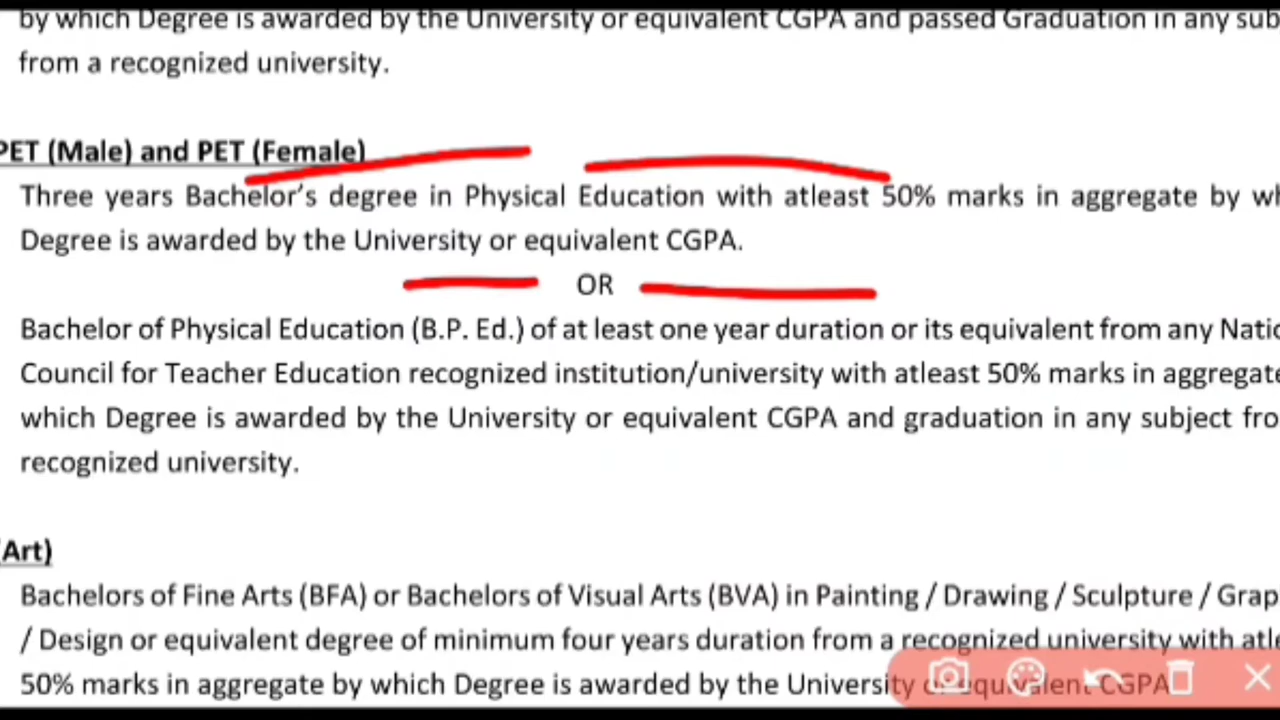 by which Degree is awarded by the University or equivalent CGPA and passed Graduation in any sub
from a recognized university.
PET (Male) and PET (Female)
Three years Bachelor's degree in Physical Education with atleast 50% marks in aggregate by wh
Degree is awarded by the University or equivalent CGPA.
OR
Bachelor of Physical Education (B.P. Ed.) of at least one year duration or its equivalent from any Natio
Council for Teacher Education recognized institution/university with atleast 50% marks in aggregate
which Degree is awarded by the University or equivalent CGPA and graduation in any subject fro
recognized university.
(Art)
Bachelors of Fine Arts (BFA) or Bachelors of Visual Arts (BVA) in Painting / Drawing / Sculpture / Grap
/ Design or equivalent degree of minimum four years duration from a recognized university with atle
50% marks in aggregate by which Degree is awarded by the University or equivalent CGPA